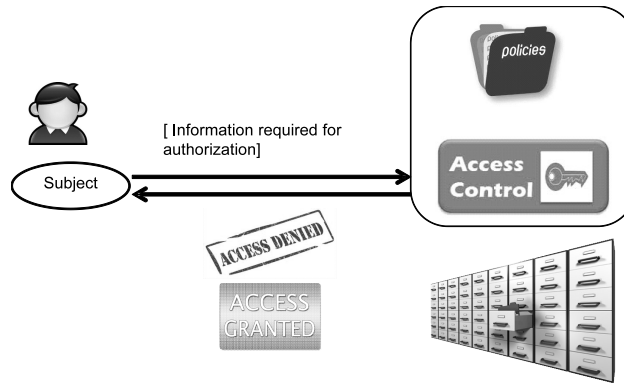 policies
[ Information required for
authorization]
Access
Control
Subject
ACCESS DENIED
ACCESS
GRANTED